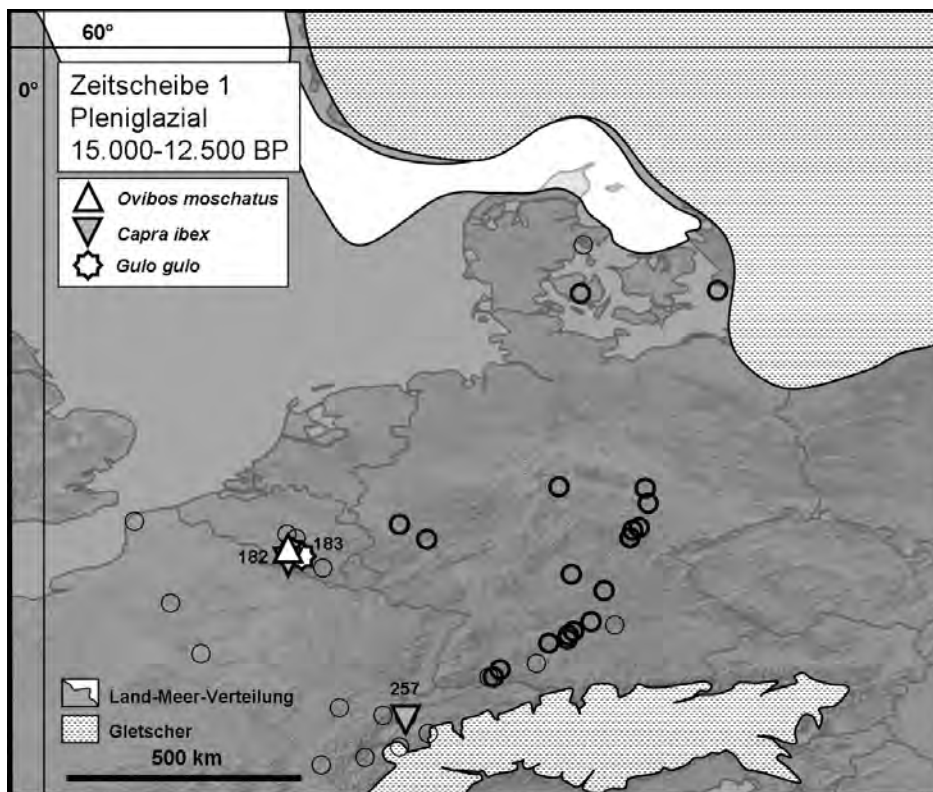 60°
0°
Zeitscheibe 1
Pleniglazial
15.000-12.500 BP
Ovibos moschatus
Capra ibex
Gulo gulo
182
183
257
Land-Meer-Verteilung
Gletscher
500 km